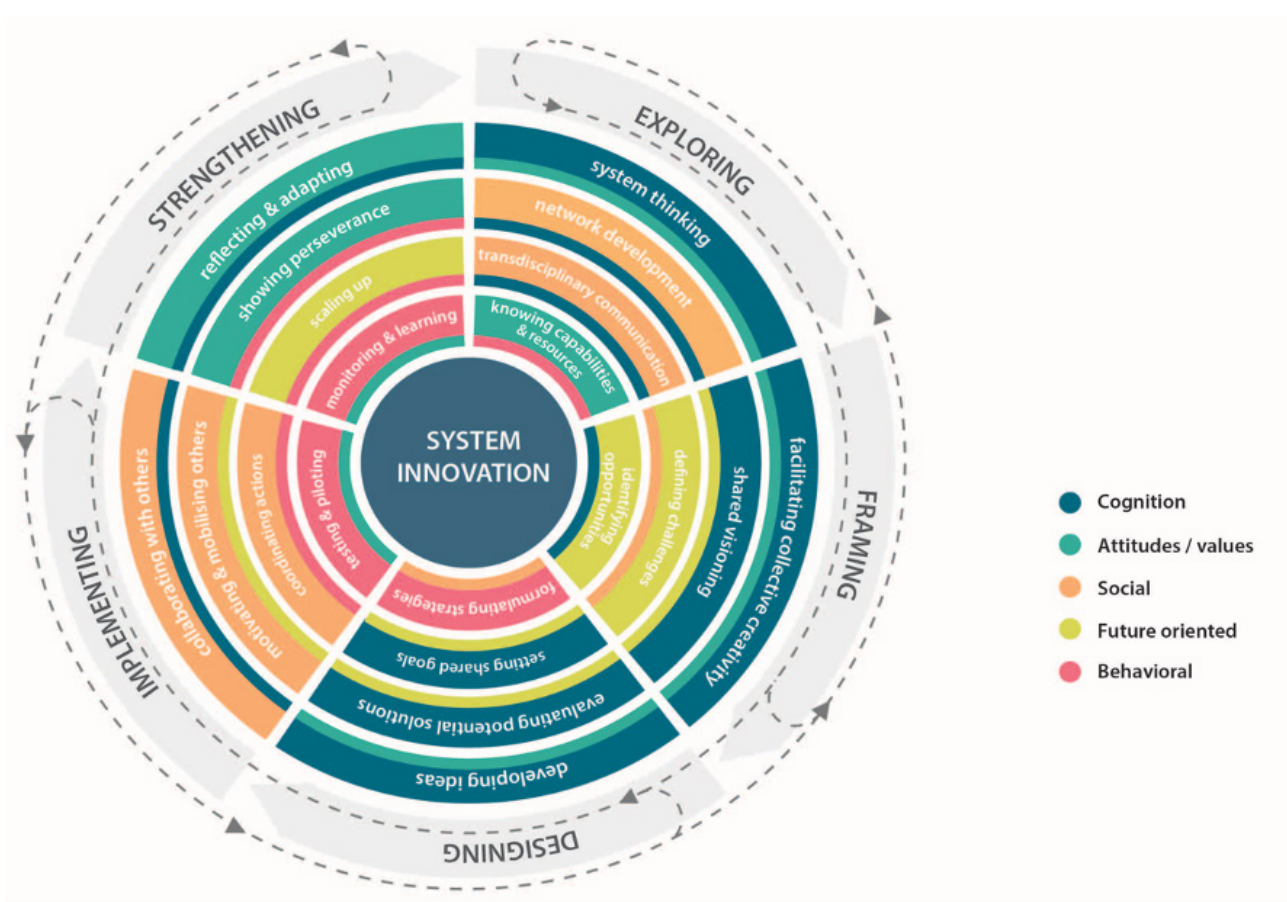 EXPLORING
system thinking
network development
transdisciplinary communication
knowing capabilities
& resources
FRAMING
facilitating collective creativity
shared visioning
defining challenges
identifying
opportunities
DESIGNING
developing ideas
evaluating potential solutions
setting shared goals
formulating strategies
IMPLEMENTING
collaborating with others
motivating & mobilising others
coordinating actions
testing & piloting
STRENGTHENING
reflecting & adapting
showing perseverance
scaling up
monitoring & learning
SYSTEM
INNOVATION
Cognition
Attitudes / values
Social
Future oriented
Behavioral